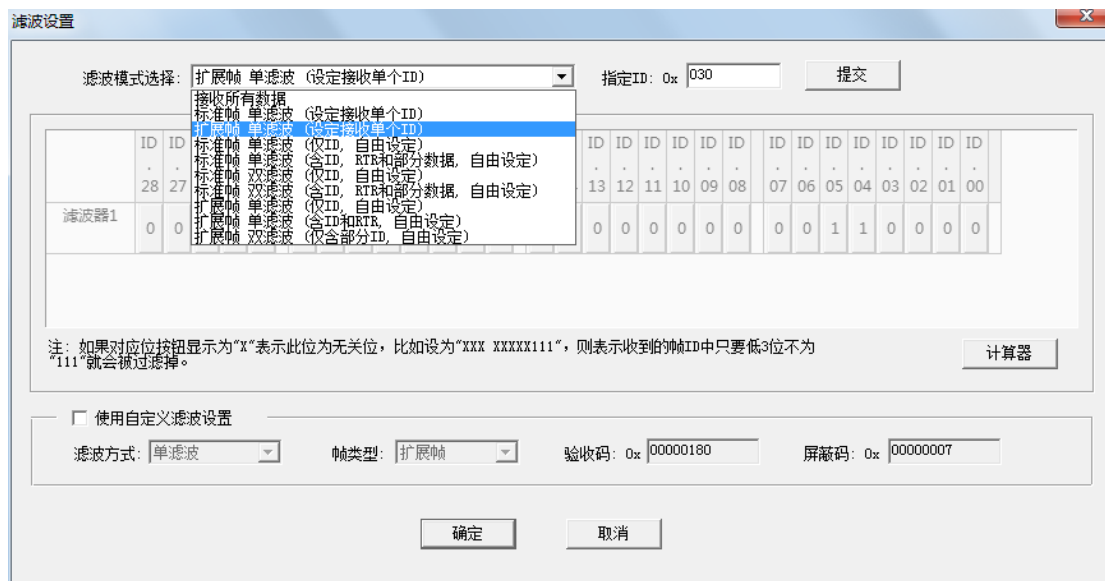 滤波设置
滤波模式选择: 扩展帧 单滤波 (设定接收单个ID) 指定ID: 0x 030 提交
接收所有数据
标准帧 单滤波 (设定接收单个ID)
扩展帧 单滤波 (设定接收单个ID)
标准帧 单滤波 (仅ID, 自由设定)
标准帧 单滤波 (含ID, RTR和部分数据, 自由设定)
标准帧 双滤波 (仅ID, 自由设定)
标准帧 双滤波 (含ID, RTR和部分数据, 自由设定)
扩展帧 单滤波 (仅ID, 自由设定)
扩展帧 单滤波 (含ID和RTR, 自由设定)
扩展帧 双滤波 (仅含部分ID, 自由设定)
ID ID ID ID ID ID ID ID ID ID ID ID ID ID ID ID
. . . . . . . . . . . . . . . .
28 27 13 12 11 10 09 08 07 06 05 04 03 02 01 00
滤波器1 0 0 0 0 0 0 0 0 0 0 1 1 0 0 0 0
注: 如果对应位按钮显示为"X"表示此位为无关位，比如设为"XXX XXXXX111"，则表示收到的帧ID中只要低3位不为
"111"就会被过滤掉。
计算器
使用自定义滤波设置
滤波方式: 单滤波 帧类型: 扩展帧 验收码: 0x 00000180 屏蔽码: 0x 00000007
确定 取消